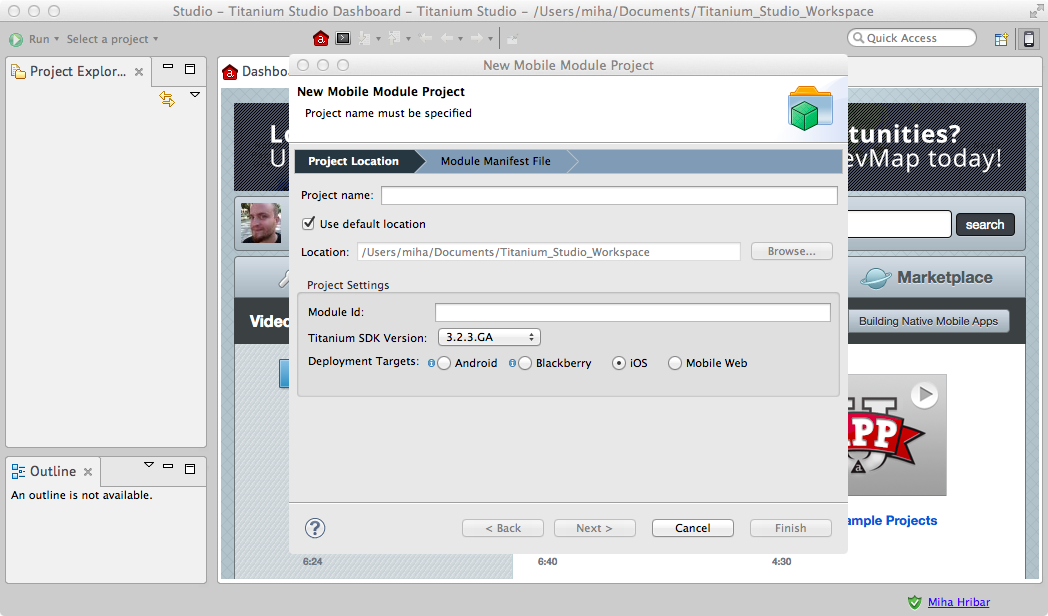 Studio – Titanium Studio Dashboard – Titanium Studio – /Users/miha/Documents/Titanium_Studio_Workspace
Run
Select a project
Quick Access
Project Explor...
Dashbo
New Mobile Module Project
New Mobile Module Project
Project name must be specified
tunities?
U
evMap today!
Project Location
Module Manifest File
Project name:
Use default location
search
Location:
/Users/miha/Documents/Titanium_Studio_Workspace
Browse...
Marketplace
Project Settings
Module Id:
Video
Building Native Mobile Apps
Titanium SDK Version:
3.2.3.GA
Deployment Targets:
Android
Blackberry
iOS
Mobile Web
APP
Outline
An outline is not available.
ample Projects
?
< Back
Next >
Cancel
Finish
6:24
6:40
4:30
Miha Hribar